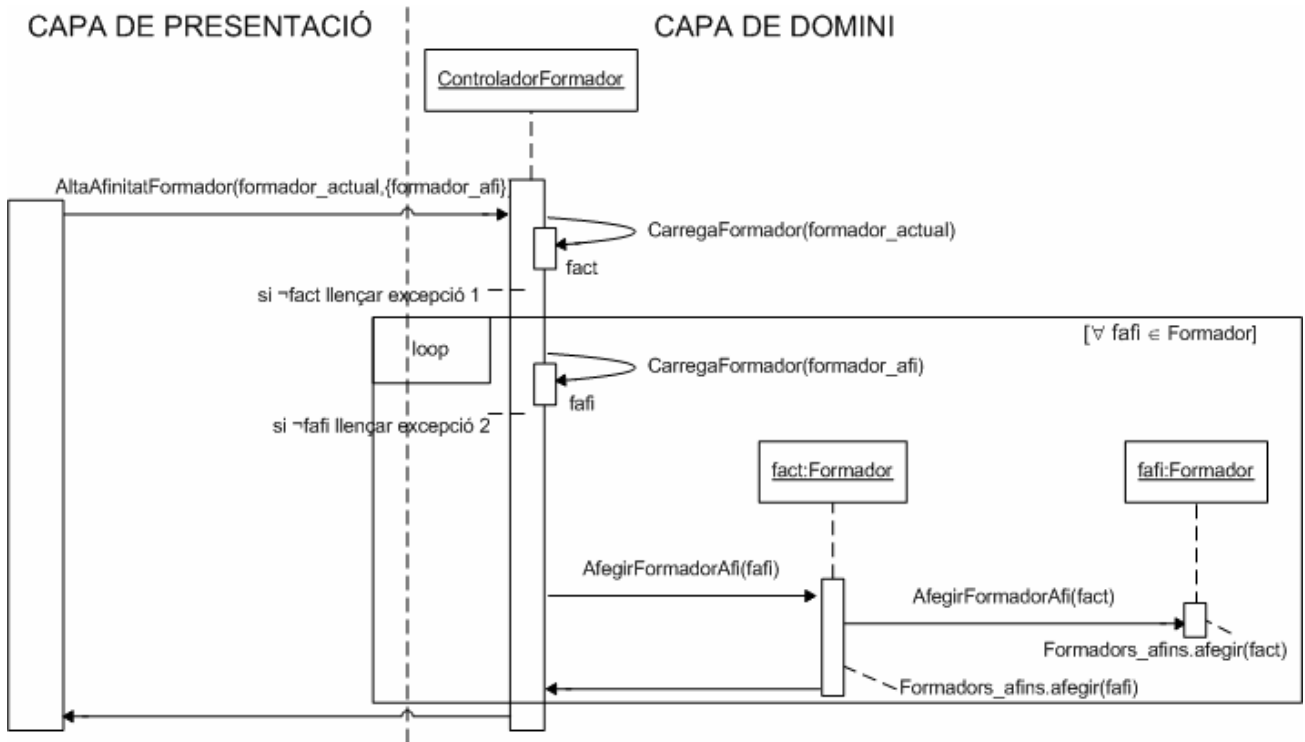 CAPA DE PRESENTACIÓ
CAPA DE DOMINI
ControladorFormador
AltaAfinitatFormador(formador_actual,{formador_afi}
CarregaFormador(formador_actual)
fact
si ¬fact llençar excepció 1
loop
[∀ fafi ∈ Formador]
CarregaFormador(formador_afi)
fafi
si ¬fafi llençar excepció 2
fact:Formador
fafi:Formador
AfegirFormadorAfi(fafi)
AfegirFormadorAfi(fact)
Formadors_afins.afegir(fact)
Formadors_afins.afegir(fafi)